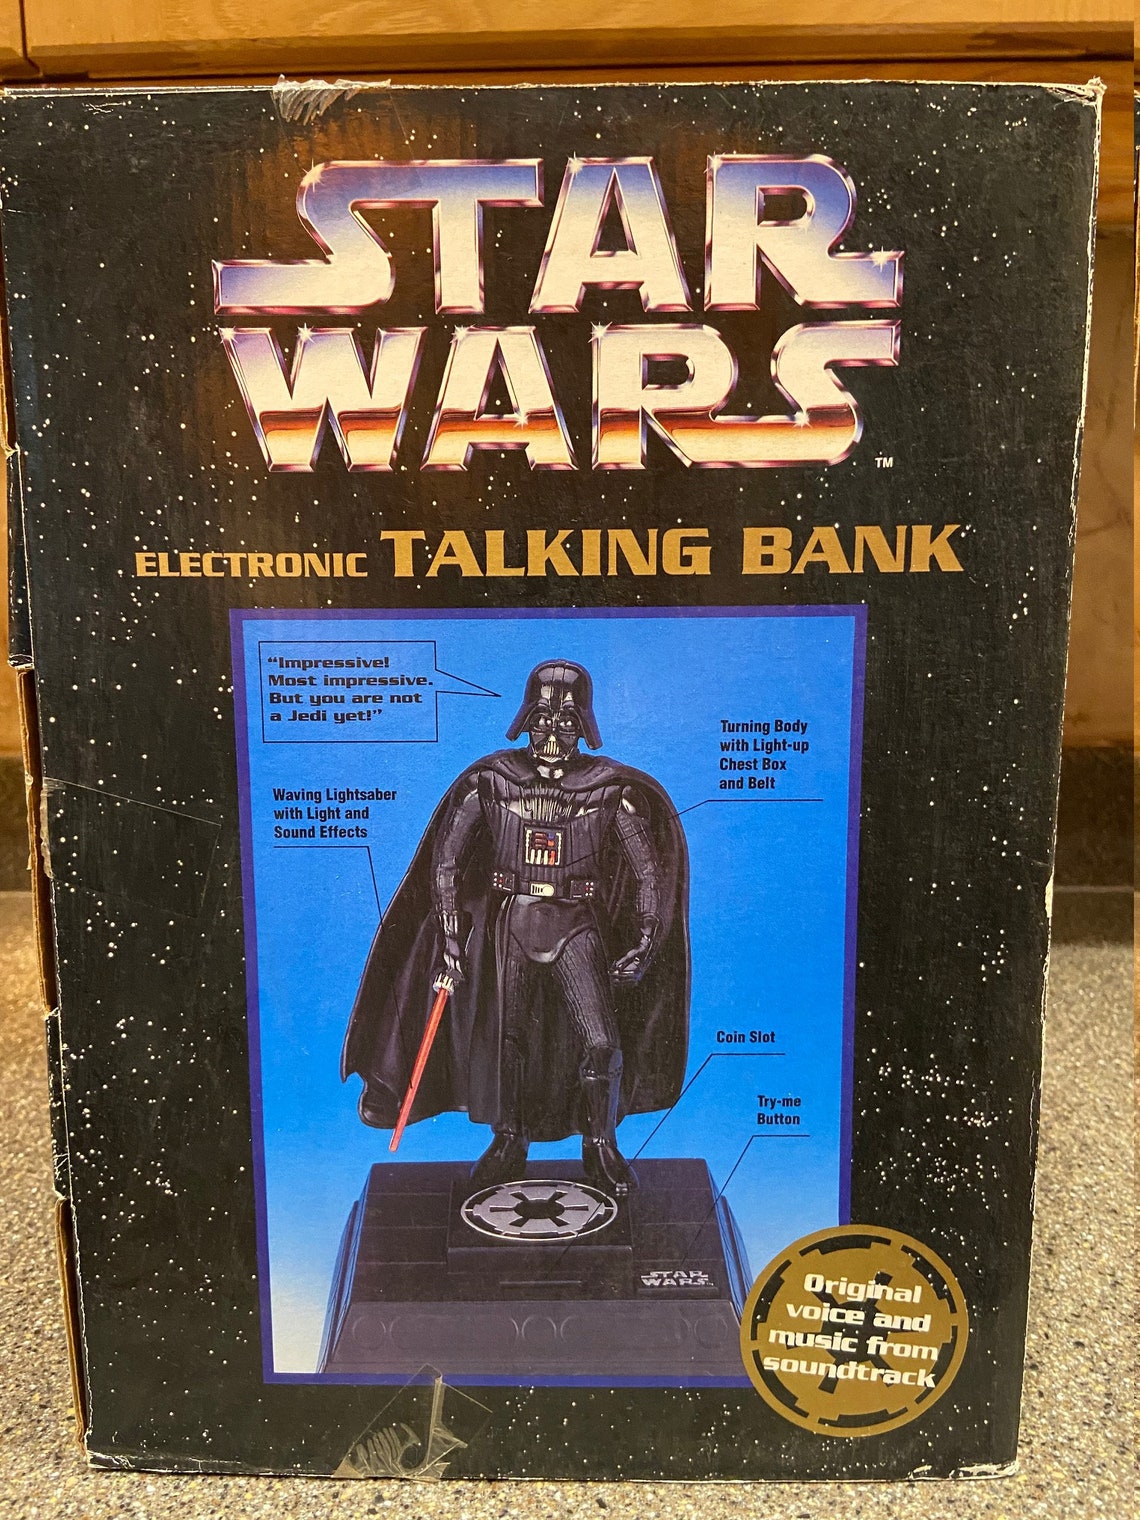 STAR
WARS
TM
ELECTRONIC TALKING BANK
"Impressive!
Most impressive.
But you are not
a Jedi yet!"
Turning Body
with Light-up
Chest Box
and Belt
Waving Lightsaber
with Light and
Sound Effects
Coin Slot
Try-me
Button
STAR
WARS
Original
voice and
music from
soundtrack